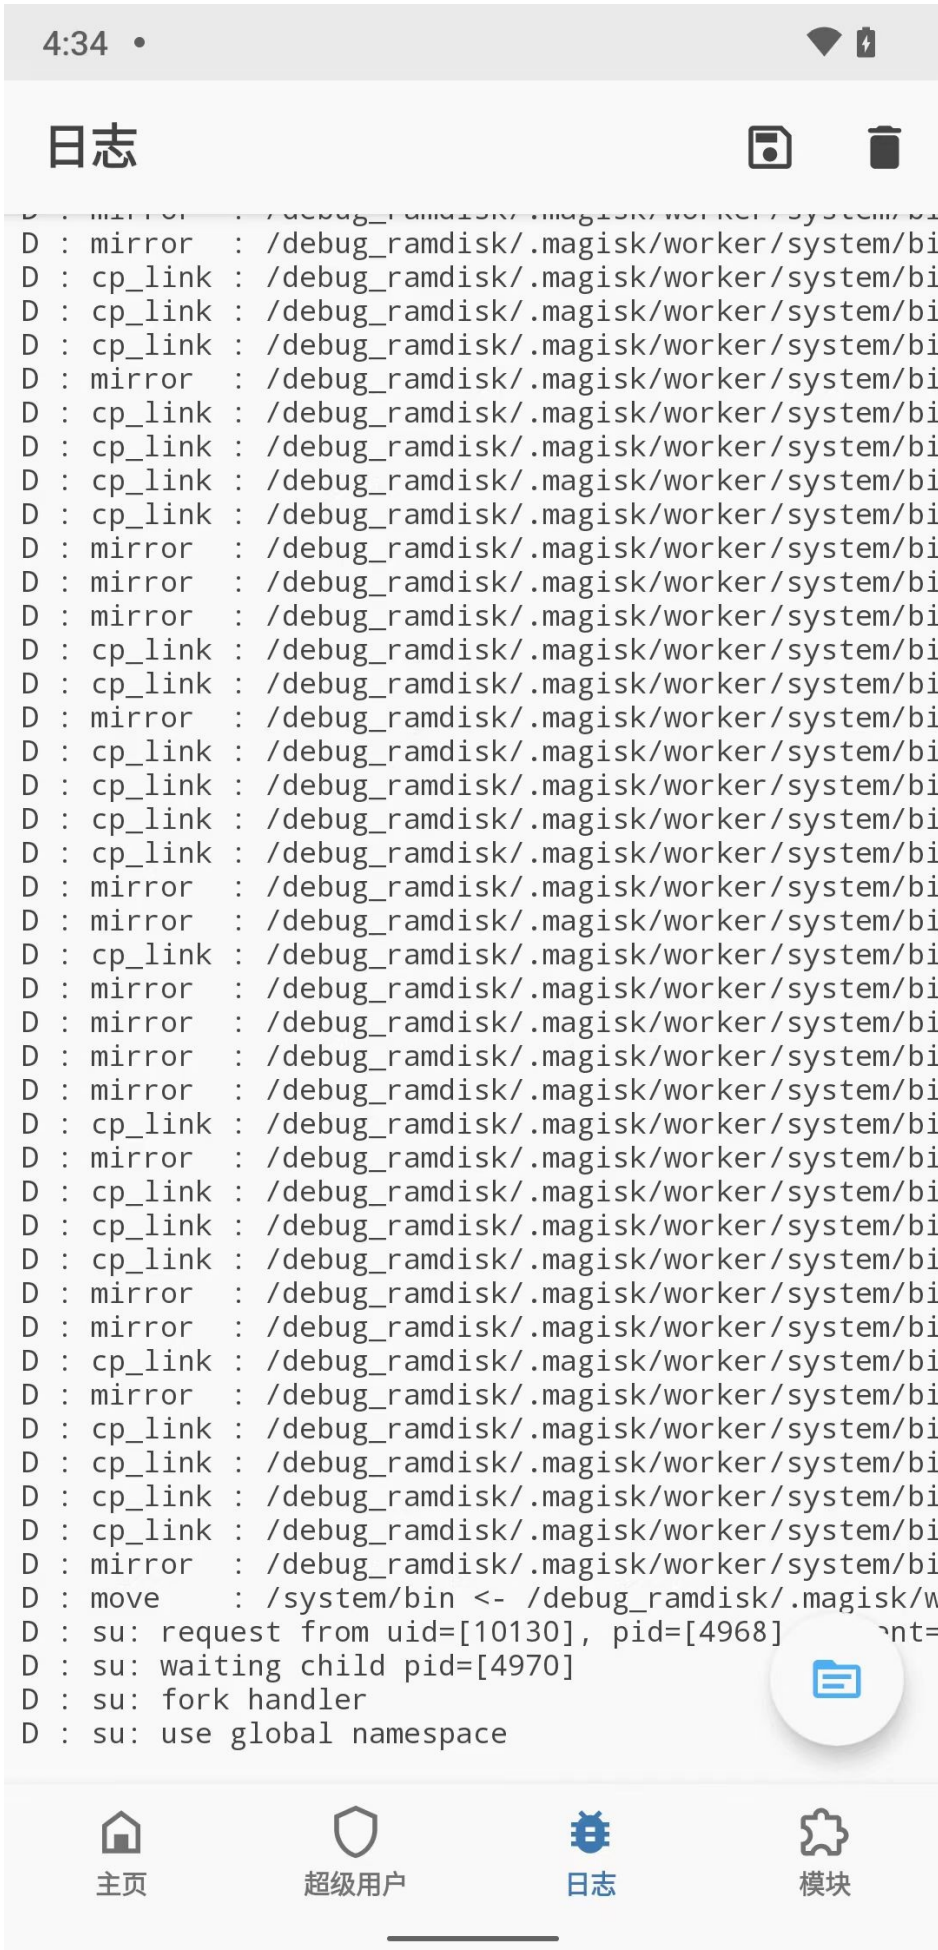 4:34
日志
D : mirror  : /debug_ramdisk/.magisk/worker/system/bi
D : mirror  : /debug_ramdisk/.magisk/worker/system/bi
D : cp_link : /debug_ramdisk/.magisk/worker/system/bi
D : cp_link : /debug_ramdisk/.magisk/worker/system/bi
D : cp_link : /debug_ramdisk/.magisk/worker/system/bi
D : mirror  : /debug_ramdisk/.magisk/worker/system/bi
D : cp_link : /debug_ramdisk/.magisk/worker/system/bi
D : cp_link : /debug_ramdisk/.magisk/worker/system/bi
D : cp_link : /debug_ramdisk/.magisk/worker/system/bi
D : cp_link : /debug_ramdisk/.magisk/worker/system/bi
D : mirror  : /debug_ramdisk/.magisk/worker/system/bi
D : mirror  : /debug_ramdisk/.magisk/worker/system/bi
D : mirror  : /debug_ramdisk/.magisk/worker/system/bi
D : cp_link : /debug_ramdisk/.magisk/worker/system/bi
D : cp_link : /debug_ramdisk/.magisk/worker/system/bi
D : mirror  : /debug_ramdisk/.magisk/worker/system/bi
D : cp_link : /debug_ramdisk/.magisk/worker/system/bi
D : cp_link : /debug_ramdisk/.magisk/worker/system/bi
D : cp_link : /debug_ramdisk/.magisk/worker/system/bi
D : cp_link : /debug_ramdisk/.magisk/worker/system/bi
D : mirror  : /debug_ramdisk/.magisk/worker/system/bi
D : mirror  : /debug_ramdisk/.magisk/worker/system/bi
D : cp_link : /debug_ramdisk/.magisk/worker/system/bi
D : mirror  : /debug_ramdisk/.magisk/worker/system/bi
D : mirror  : /debug_ramdisk/.magisk/worker/system/bi
D : mirror  : /debug_ramdisk/.magisk/worker/system/bi
D : mirror  : /debug_ramdisk/.magisk/worker/system/bi
D : cp_link : /debug_ramdisk/.magisk/worker/system/bi
D : mirror  : /debug_ramdisk/.magisk/worker/system/bi
D : cp_link : /debug_ramdisk/.magisk/worker/system/bi
D : cp_link : /debug_ramdisk/.magisk/worker/system/bi
D : cp_link : /debug_ramdisk/.magisk/worker/system/bi
D : mirror  : /debug_ramdisk/.magisk/worker/system/bi
D : mirror  : /debug_ramdisk/.magisk/worker/system/bi
D : cp_link : /debug_ramdisk/.magisk/worker/system/bi
D : mirror  : /debug_ramdisk/.magisk/worker/system/bi
D : cp_link : /debug_ramdisk/.magisk/worker/system/bi
D : cp_link : /debug_ramdisk/.magisk/worker/system/bi
D : cp_link : /debug_ramdisk/.magisk/worker/system/bi
D : cp_link : /debug_ramdisk/.magisk/worker/system/bi
D : mirror  : /debug_ramdisk/.magisk/worker/system/bi
D : move    : /system/bin <- /debug_ramdisk/.magisk/w
D : su: request from uid=[10130], pid=[4968]
D : su: waiting child pid=[4970]
D : su: fork handler
D : su: use global namespace
主页 超级用户 日志 模块